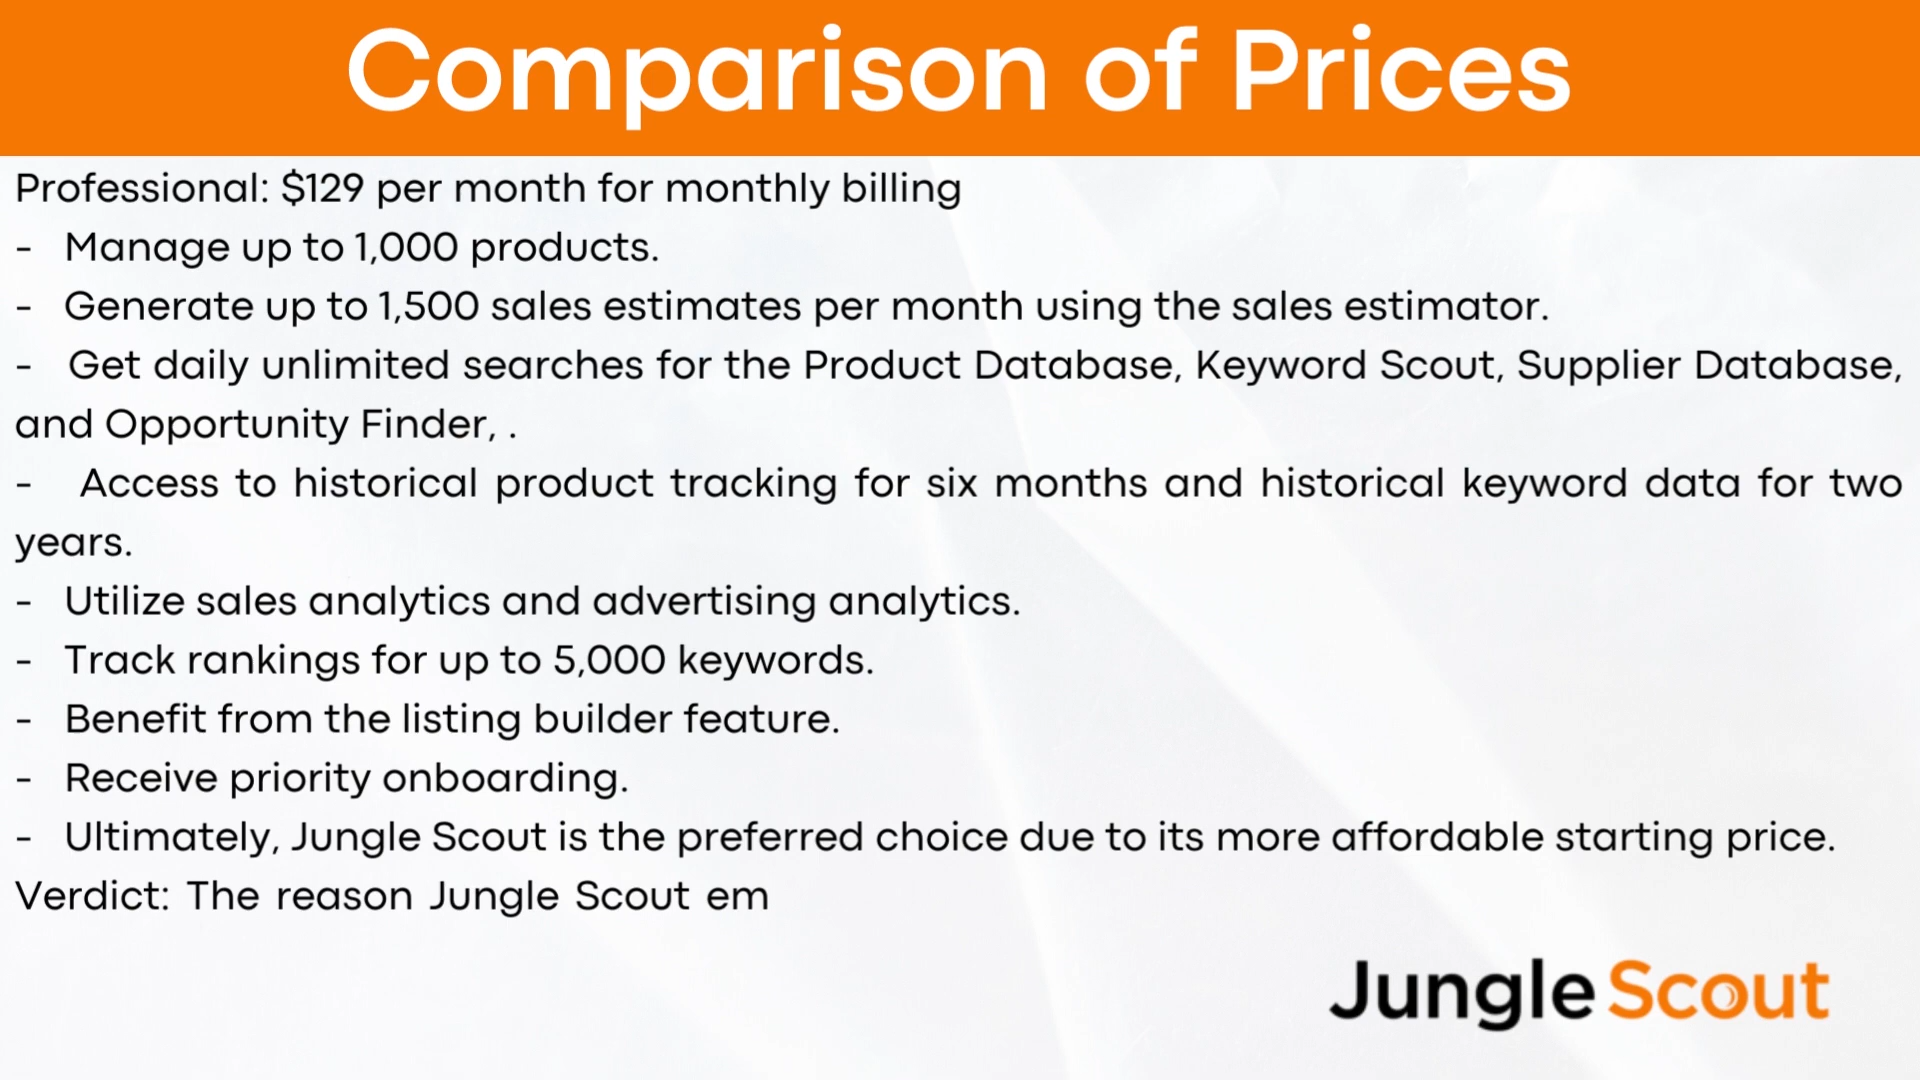 Comparison of Prices
Professional: $129 per month for monthly billing
- Manage up to 1,000 products.
- Generate up to 1,500 sales estimates per month using the sales estimator.
- Get daily unlimited searches for the Product Database, Keyword Scout, Supplier Database,
and Opportunity Finder, .
- Access to historical product tracking for six months and historical keyword data for two
years.
- Utilize sales analytics and advertising analytics.
- Track rankings for up to 5,000 keywords.
- Benefit from the listing builder feature.
- Receive priority onboarding.
- Ultimately, Jungle Scout is the preferred choice due to its more affordable starting price.
Verdict: The reason Jungle Scout em
Jungle Scout